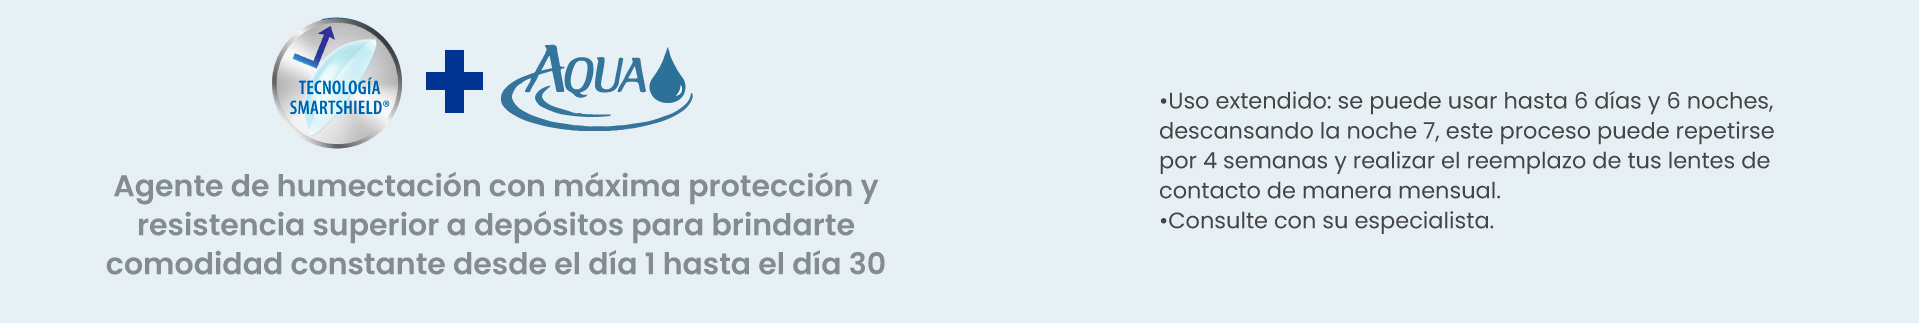 TECNOLOGÍA
SMARTSHIELD®
AQUA
Agente de humectación con máxima protección y
resistencia superior a depósitos para brindarte
comodidad constante desde el día 1 hasta el día 30
•Uso extendido: se puede usar hasta 6 días y 6 noches,
descansando la noche 7, este proceso puede repetirse
por 4 semanas y realizar el reemplazo de tus lentes de
contacto de manera mensual.
•Consulte con su especialista.